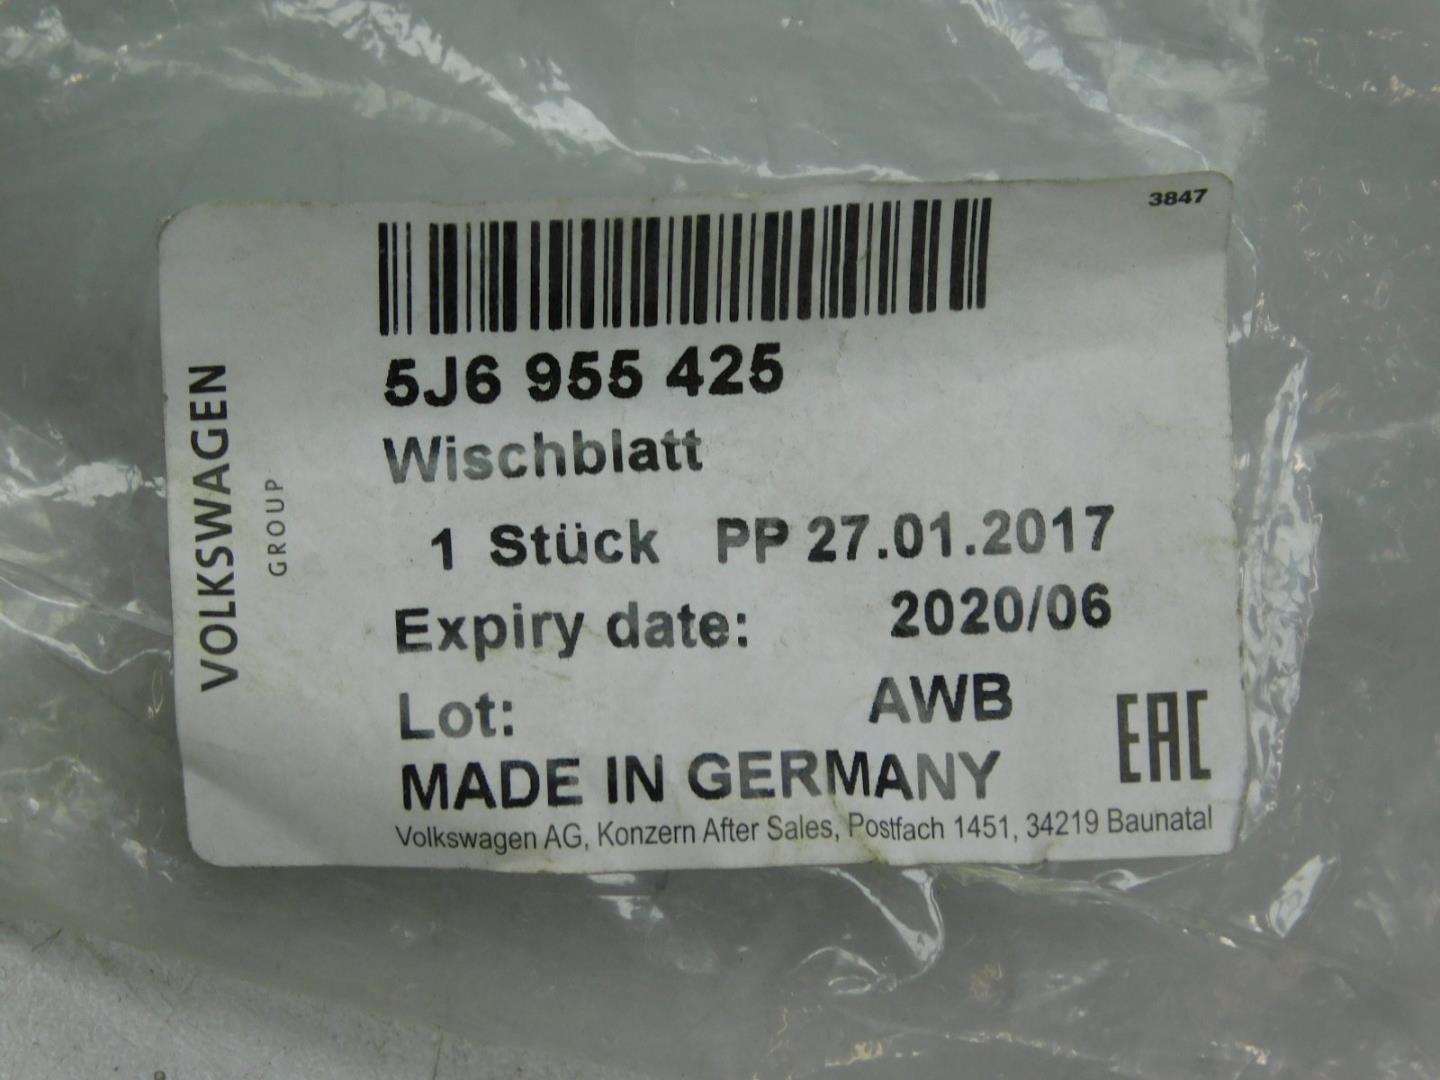 3847
5J6 955 425
Wischblatt
1 Stück PP 27.01.2017
Expiry date: 2020/06
Lot: AWB
MADE IN GERMANY
EAC
Volkswagen AG, Konzern After Sales, Postfach 1451, 34219 Baunatal
VOLKSWAGEN
GROUP